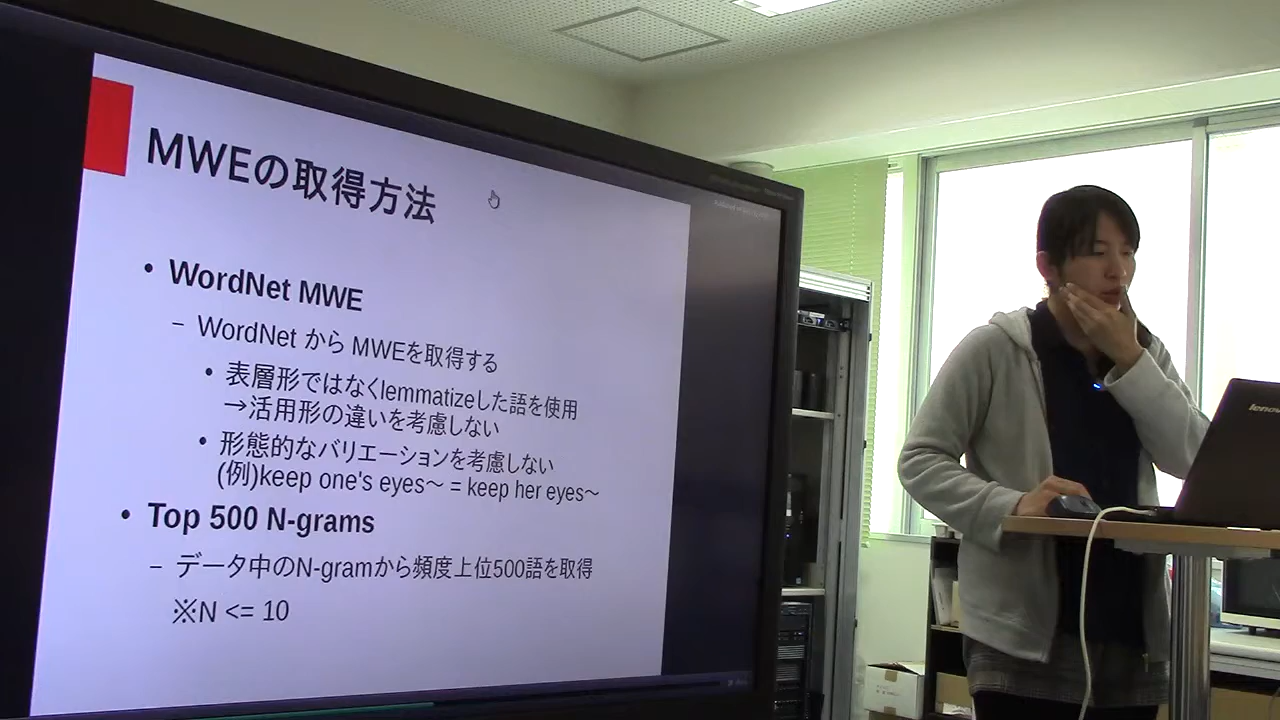 MWEの取得方法
• WordNet MWE
– WordNet から MWEを取得する
• 表層形ではなくlemmatizeした語を使用
→活用形の違いを考慮しない
• 形態的なバリエーションを考慮しない
(例)keep one's eyes～ = keep her eyes～
• Top 500 N-grams
– データ中のN-gramから頻度上位500語を取得
※N <= 10
lenovo